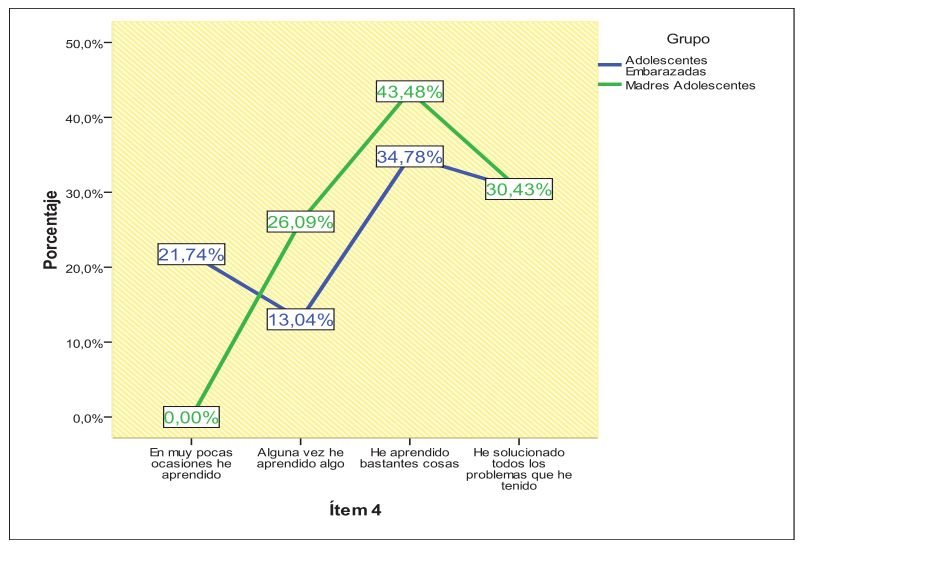 Grupo
Adolescentes
Embarazadas
Madres Adolescentes
Porcentaje
50,0%
40,0%
30,0%
20,0%
10,0%
0,0%
43,48%
34,78%
30,43%
26,09%
21,74%
13,04%
0,00%
En muy pocas
ocasiones he
aprendido
Alguna vez he
aprendido algo
He aprendido
bastantes cosas
He solucionado
todos los
problemas que he
tenido
Ítem 4